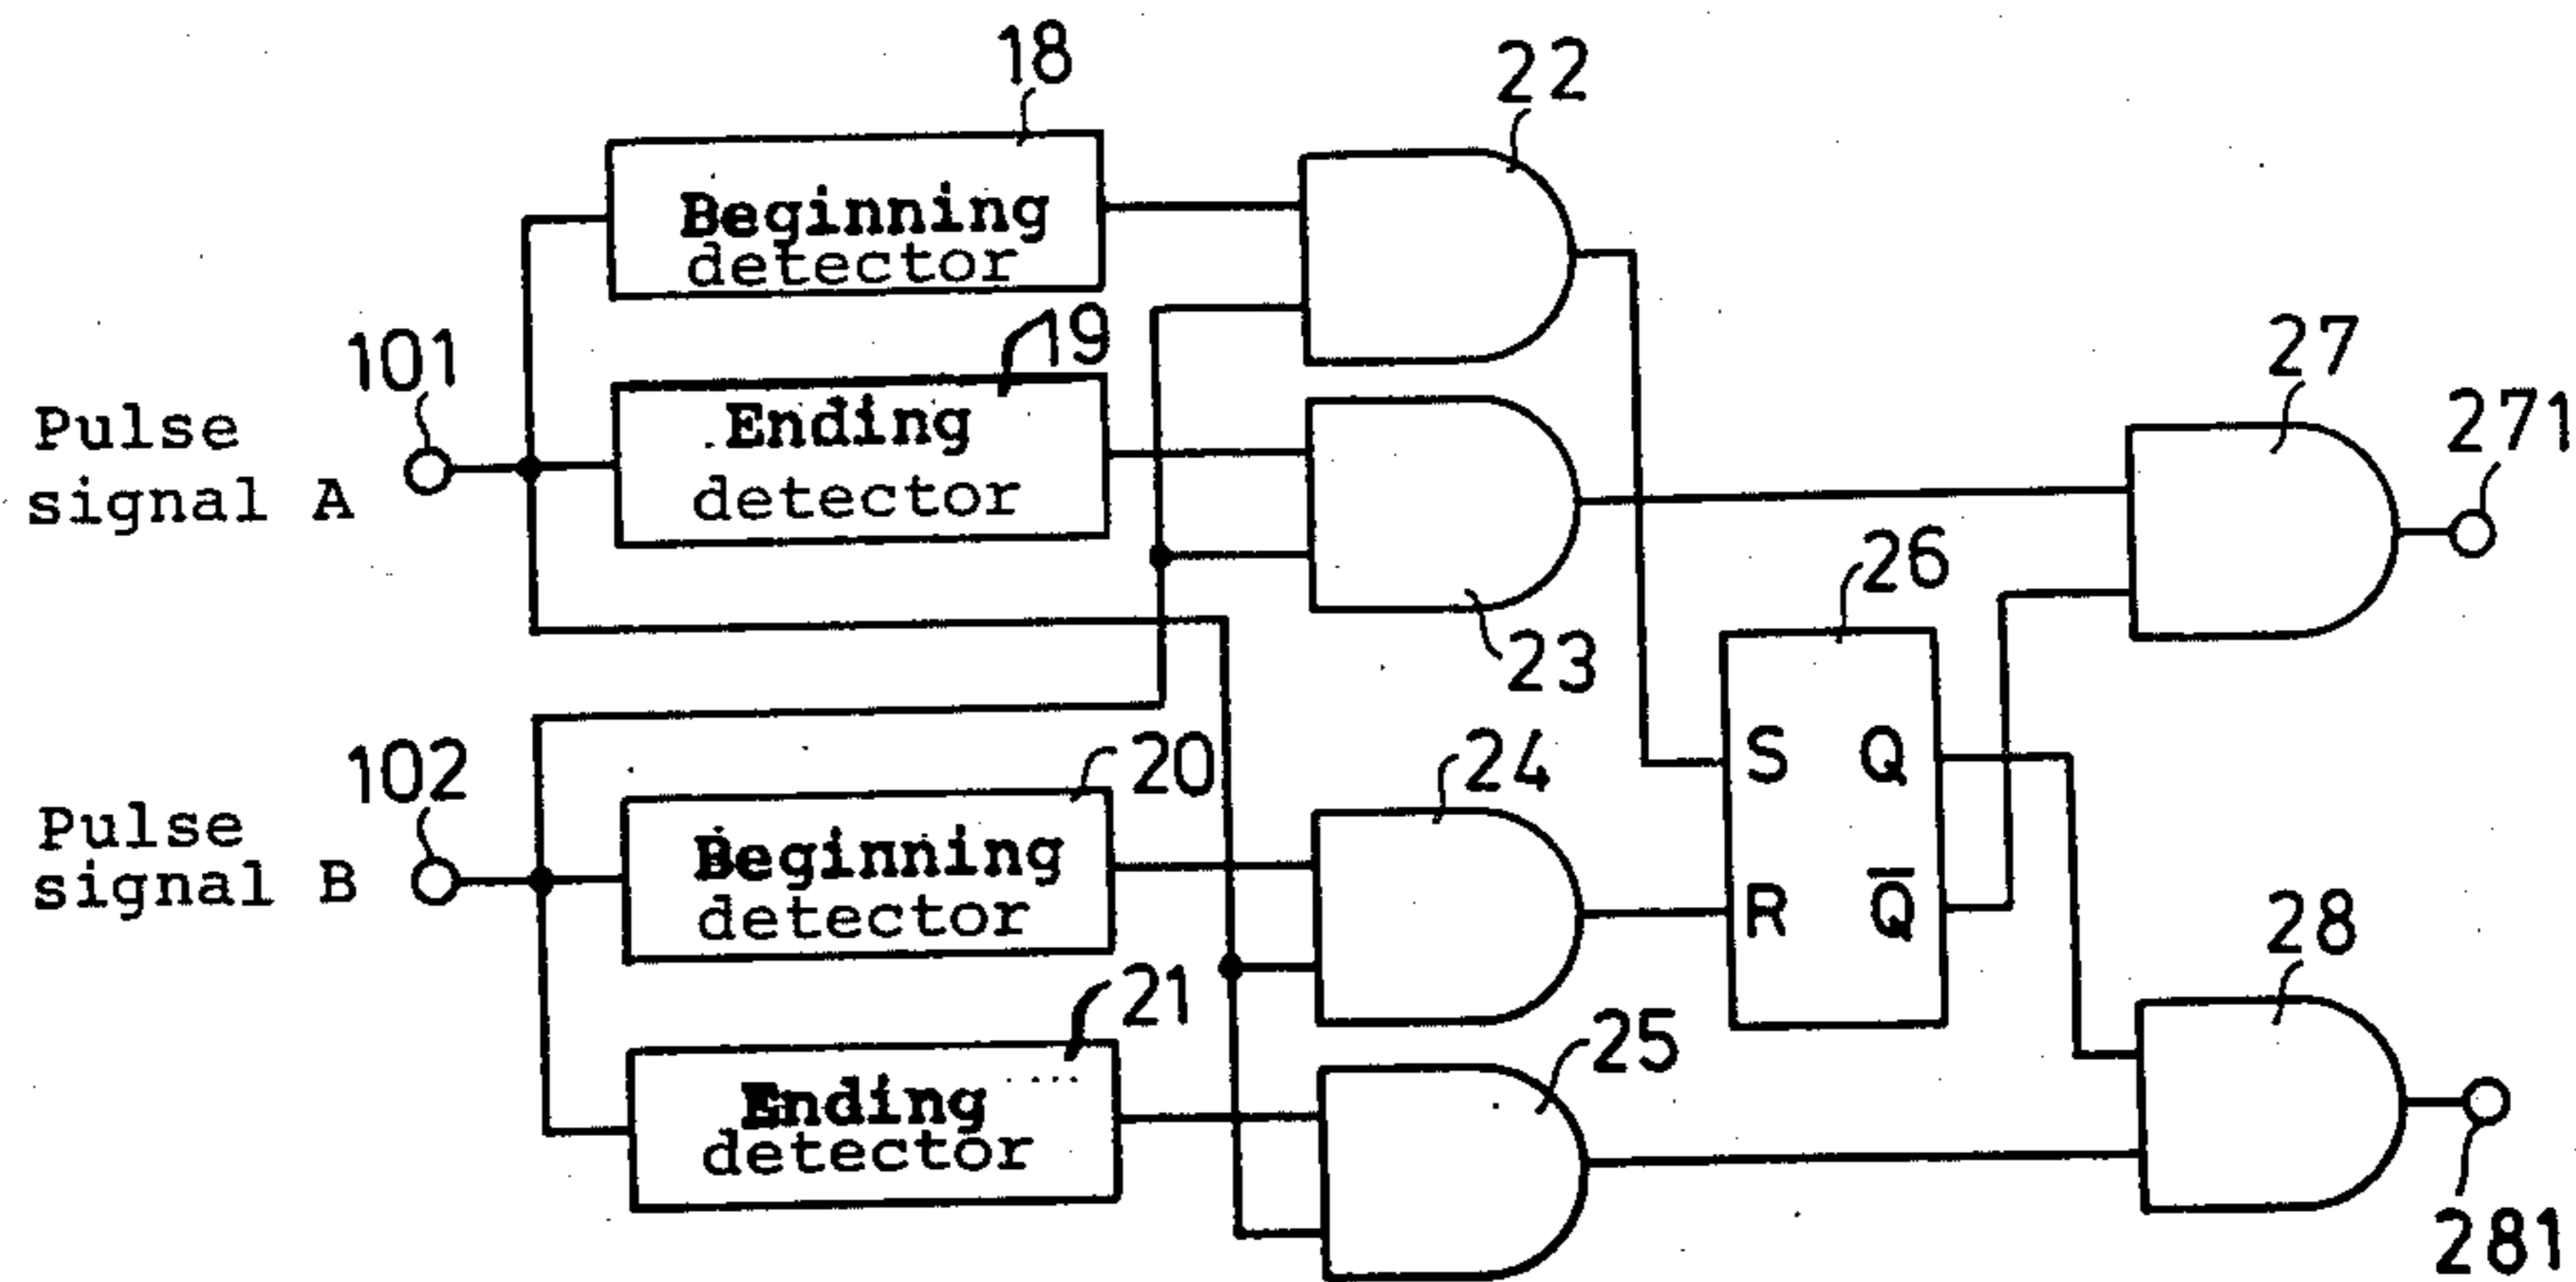 18
22
Beginning
detector
101
19
27
271
Pulse
signal A
Ending
detector
26
23
102
20
24
S Q
Pulse
signal B
Beginning
detector
R Q̅
28
21
25
Ending
detector
281